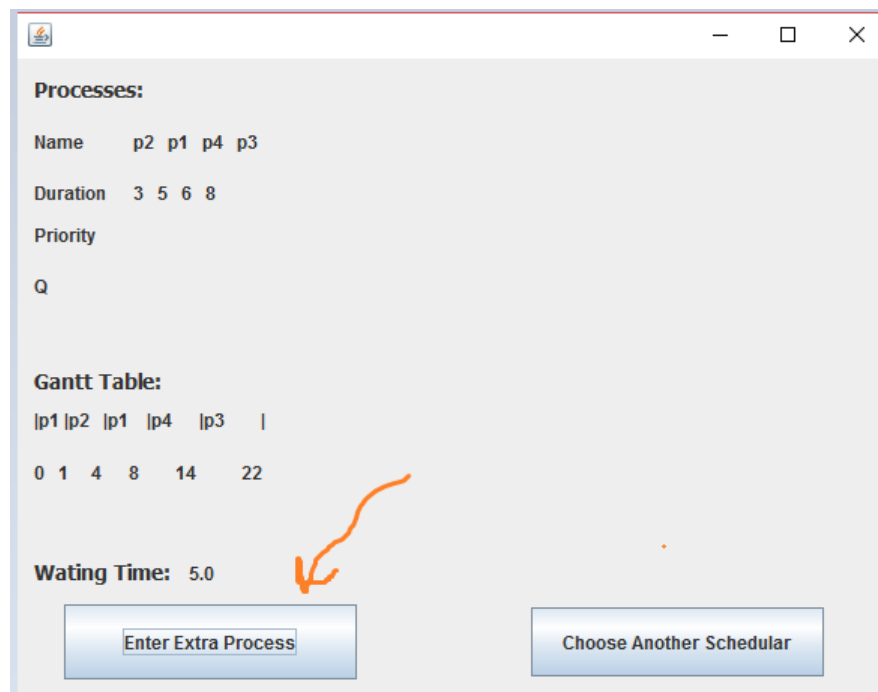 Processes:
Name p2 p1 p4 p3
Duration 3 5 6 8
Priority
Q
Gantt Table:
|p1 |p2 |p1 |p4 |p3 |
0 1 4 8 14 22
Wating Time: 5.0
Enter Extra Process Choose Another Schedular